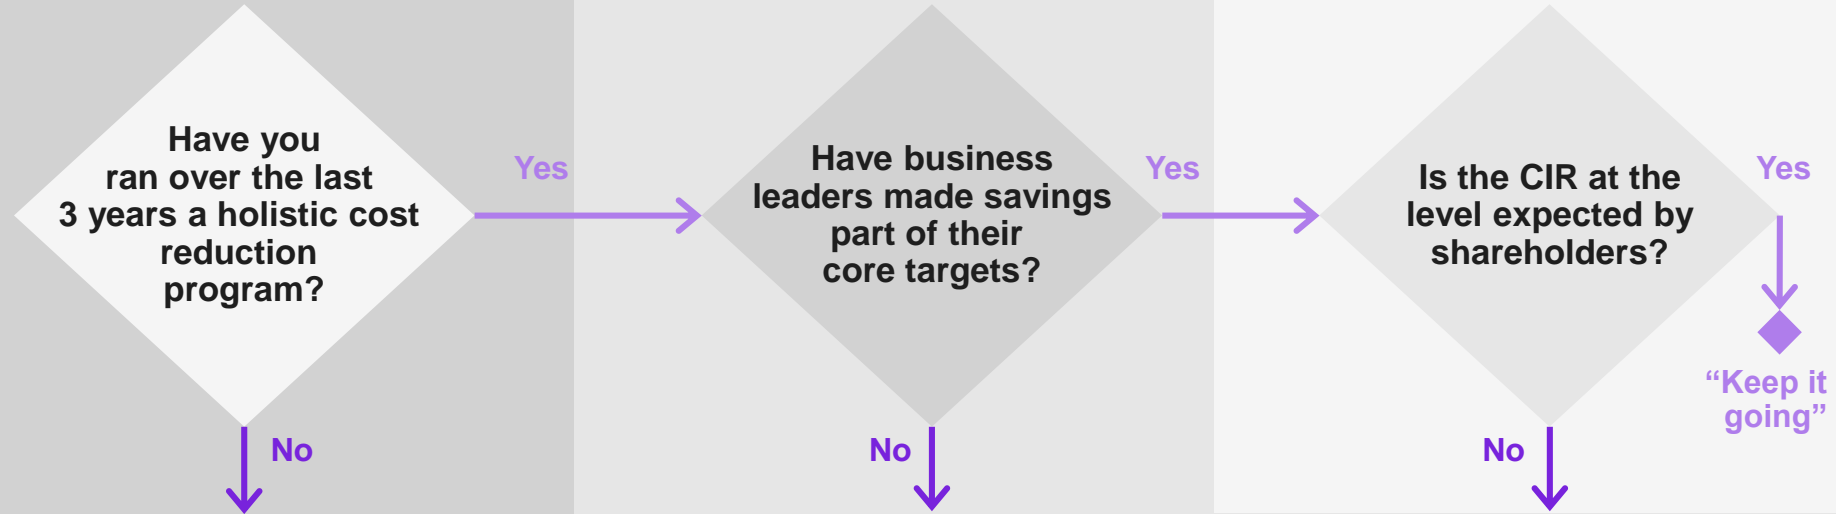 Have you
ran over the last
3 years a holistic cost
reduction
program?
Yes
No
Have business
leaders made savings
part of their
core targets?
Yes
No
Is the CIR at the
level expected by
shareholders?
Yes
“Keep it
going”
No